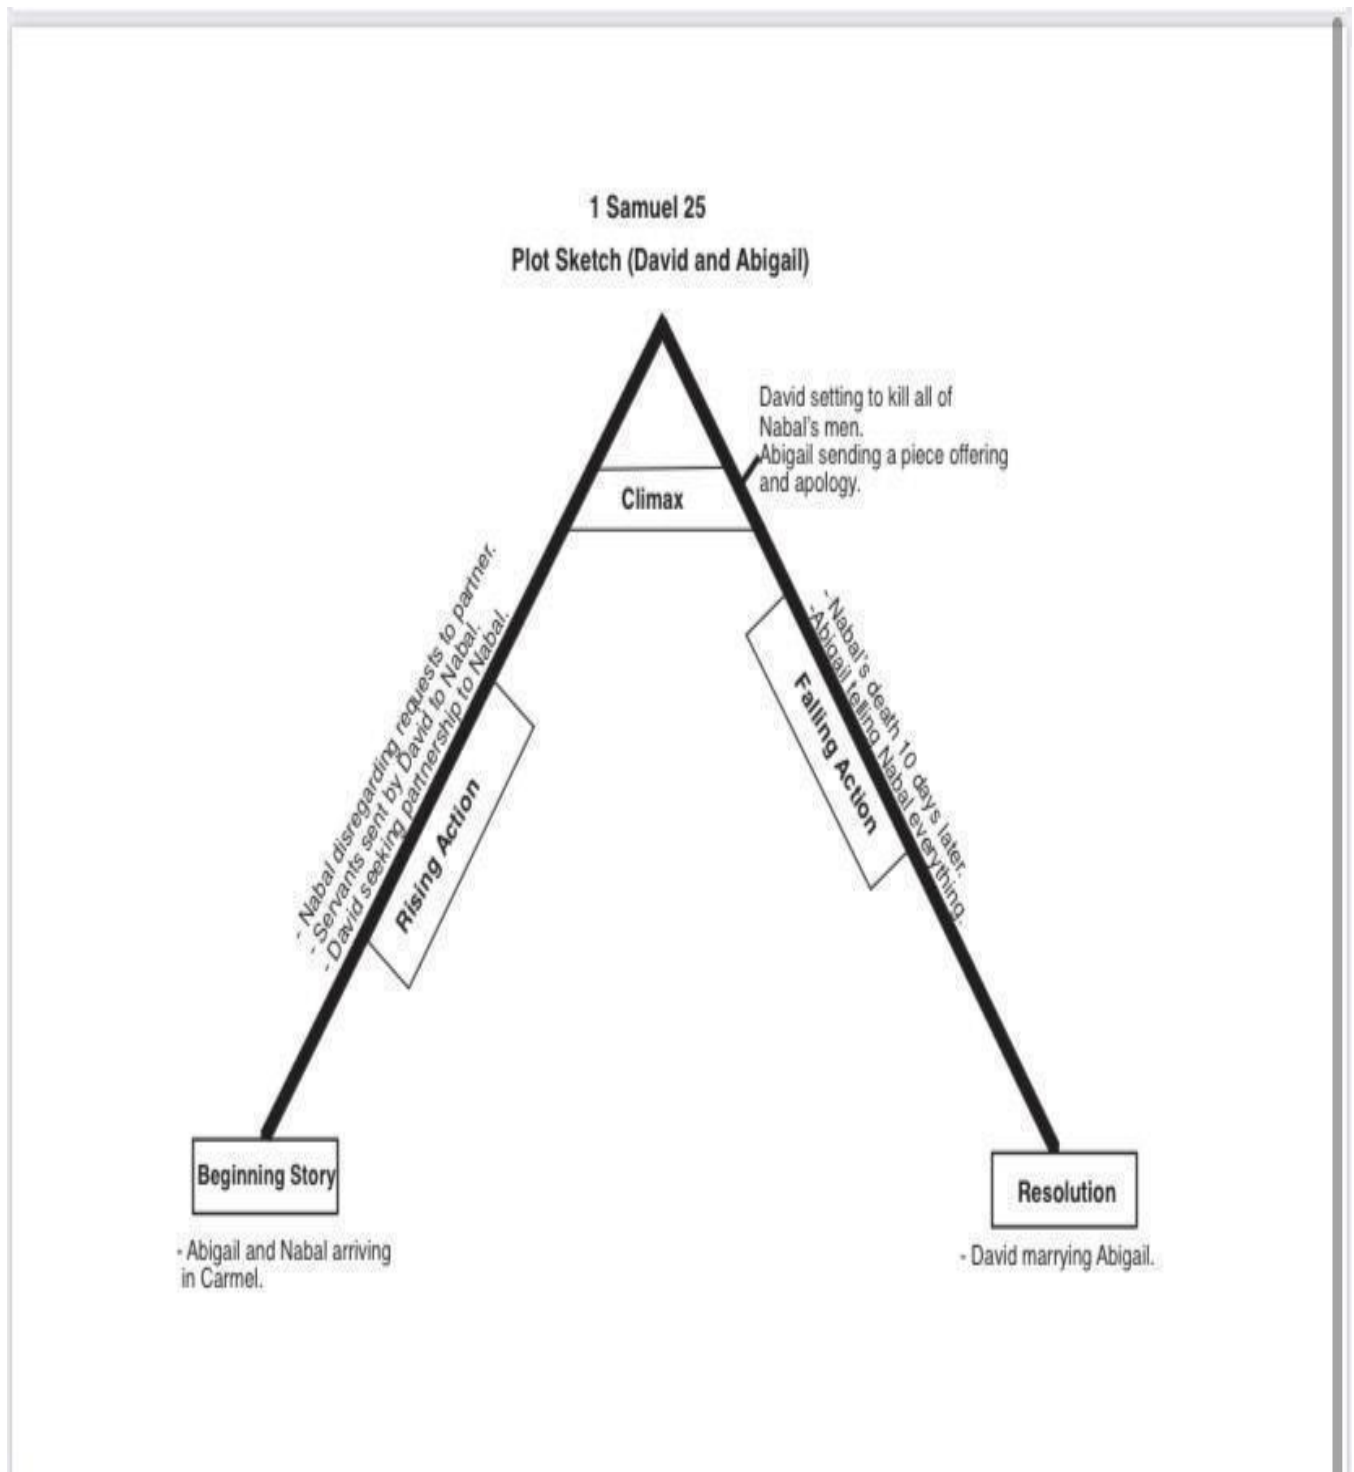 1 Samuel 25
Plot Sketch (David and Abigail)
David setting to kill all of
Nabal's men.
Abigail sending a piece offering
and apology.
Climax
- Nabal disregarding requests to partner.
- Servants sent by David to Nabal.
- David seeking partnership to Nabal.
Rising Action
- Nabal's death 10 days later.
-Abigail telling Nabal everything.
Falling Action
Beginning Story
- Abigail and Nabal arriving
in Carmel.
Resolution
- David marrying Abigail.